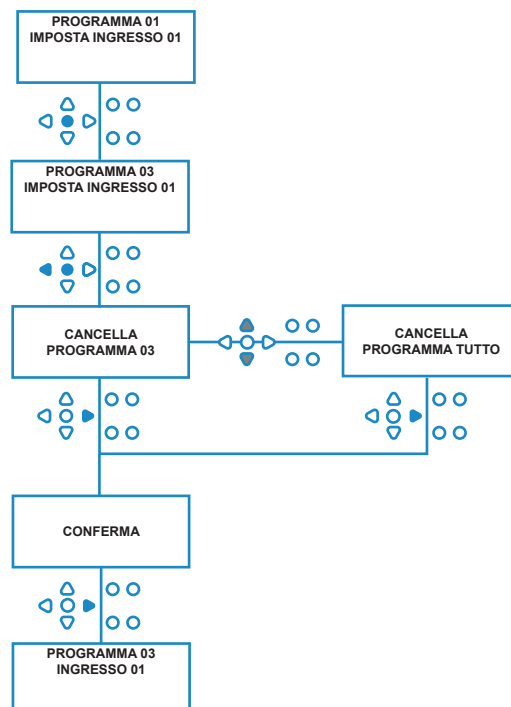 PROGRAMMA 01
IMPOSTA INGRESSO 01
PROGRAMMA 03
IMPOSTA INGRESSO 01
CANCELLA
PROGRAMMA 03
CANCELLA
PROGRAMMA TUTTO
CONFERMA
PROGRAMMA 03
INGRESSO 01